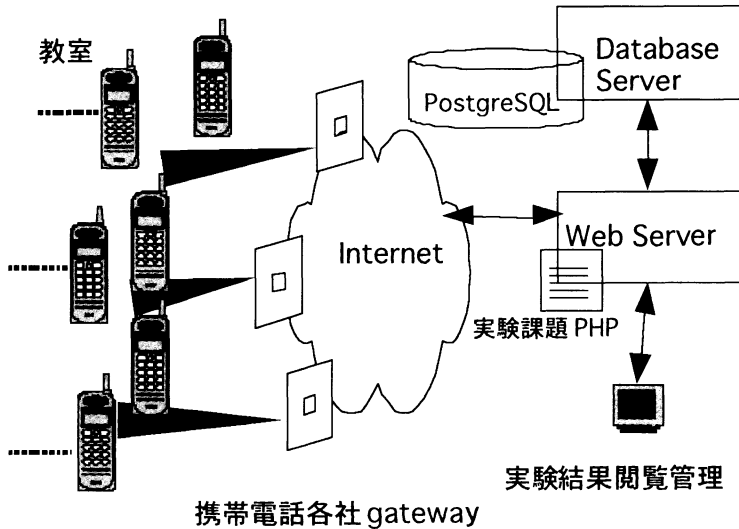 教室
Database
Server
PostgreSQL
Internet
Web Server
実験課題 PHP
実験結果閲覧管理
携帯電話各社 gateway